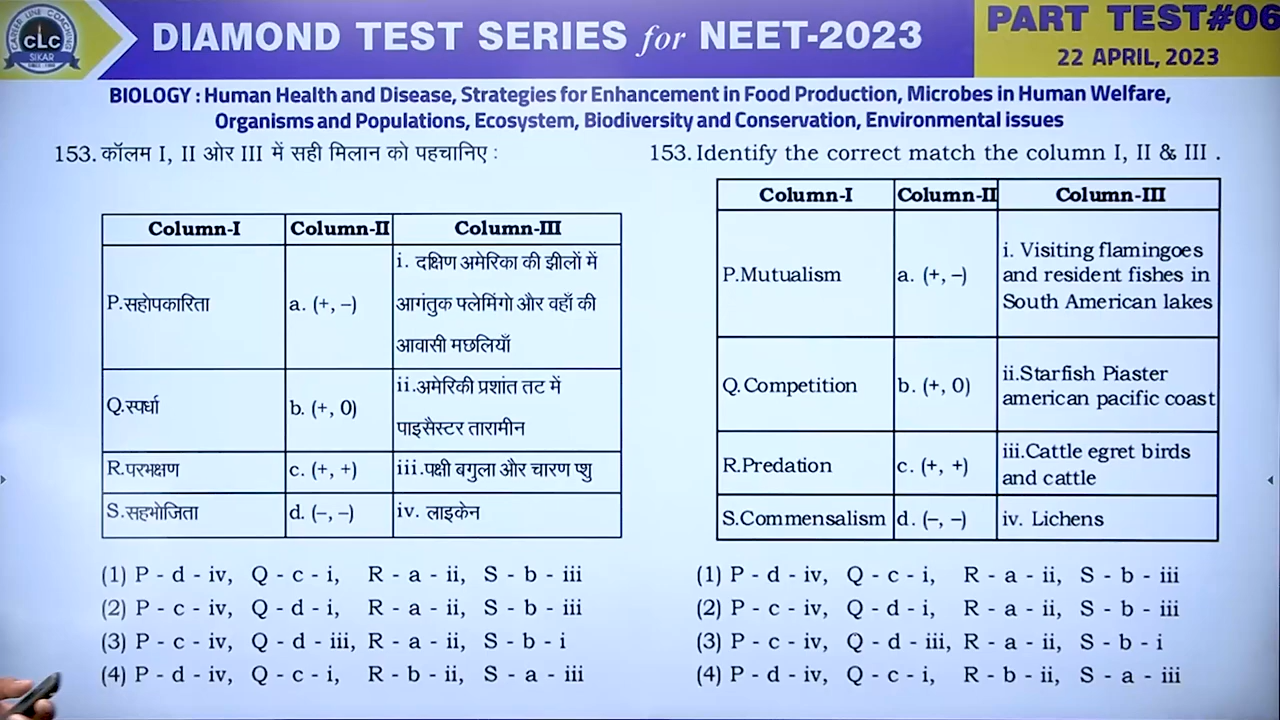 CAREER LINE COACHING
CLC
SIKAR
DIAMOND TEST SERIES for NEET-2023
PART TEST#06
22 APRIL, 2023
BIOLOGY : Human Health and Disease, Strategies for Enhancement in Food Production, Microbes in Human Welfare,
Organisms and Populations, Ecosystem, Biodiversity and Conservation, Environmental issues
153. कॉलम I, II ओर III में सही मिलान को पहचानिए :
Column-I Column-II Column-III
P.सहोपकारिता a. (+, –) i. दक्षिण अमेरिका की झीलों में
आगंतुक फ्लेमिंगो और वहाँ की
आवासी मछलियाँ
Q.स्पर्धा b. (+, 0) ii.अमेरिकी प्रशांत तट में
पाइसैस्टर तारामीन
R.परभक्षण c. (+, +) iii.पक्षी बगुला और चारण प्शु
S.सहभोजिता d. (–, –) iv. लाइकेन
(1) P - d - iv, Q - c - i, R - a - ii, S - b - iii
(2) P - c - iv, Q - d - i, R - a - ii, S - b - iii
(3) P - c - iv, Q - d - iii, R - a - ii, S - b - i
(4) P - d - iv, Q - c - i, R - b - ii, S - a - iii
153. Identify the correct match the column I, II & III .
Column-I Column-II Column-III
P.Mutualism a. (+, –) i. Visiting flamingoes
and resident fishes in
South American lakes
Q.Competition b. (+, 0) ii.Starfish Piaster
american pacific coast
R.Predation c. (+, +) iii.Cattle egret birds
and cattle
S.Commensalism d. (–, –) iv. Lichens
(1) P - d - iv, Q - c - i, R - a - ii, S - b - iii
(2) P - c - iv, Q - d - i, R - a - ii, S - b - iii
(3) P - c - iv, Q - d - iii, R - a - ii, S - b - i
(4) P - d - iv, Q - c - i, R - b - ii, S - a - iii